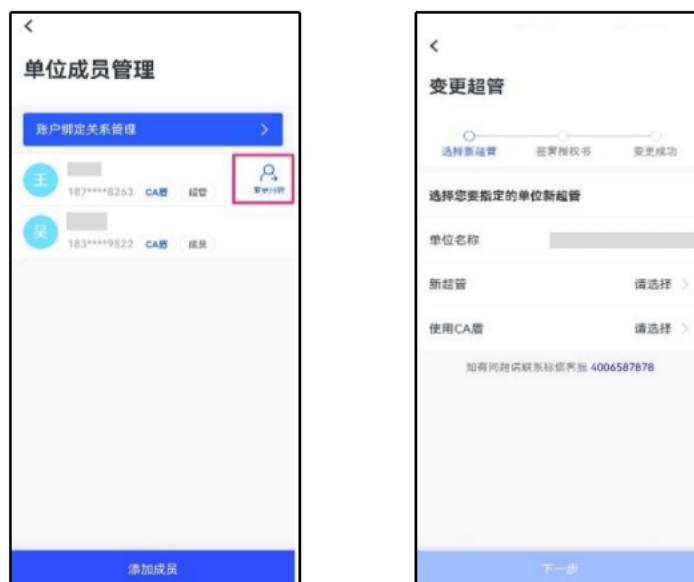 单位成员管理
账户绑定关系管理
王
187****8263 CA盾 超管
变更超管
吴
183****9522 CA盾 成员
添加成员
变更超管
选择新超管 签署授权书 变更成功
选择您要指定的单位新超管
单位名称
新超管 请选择
使用CA盾 请选择
如有问题请联系标信客服 4006587878
下一步